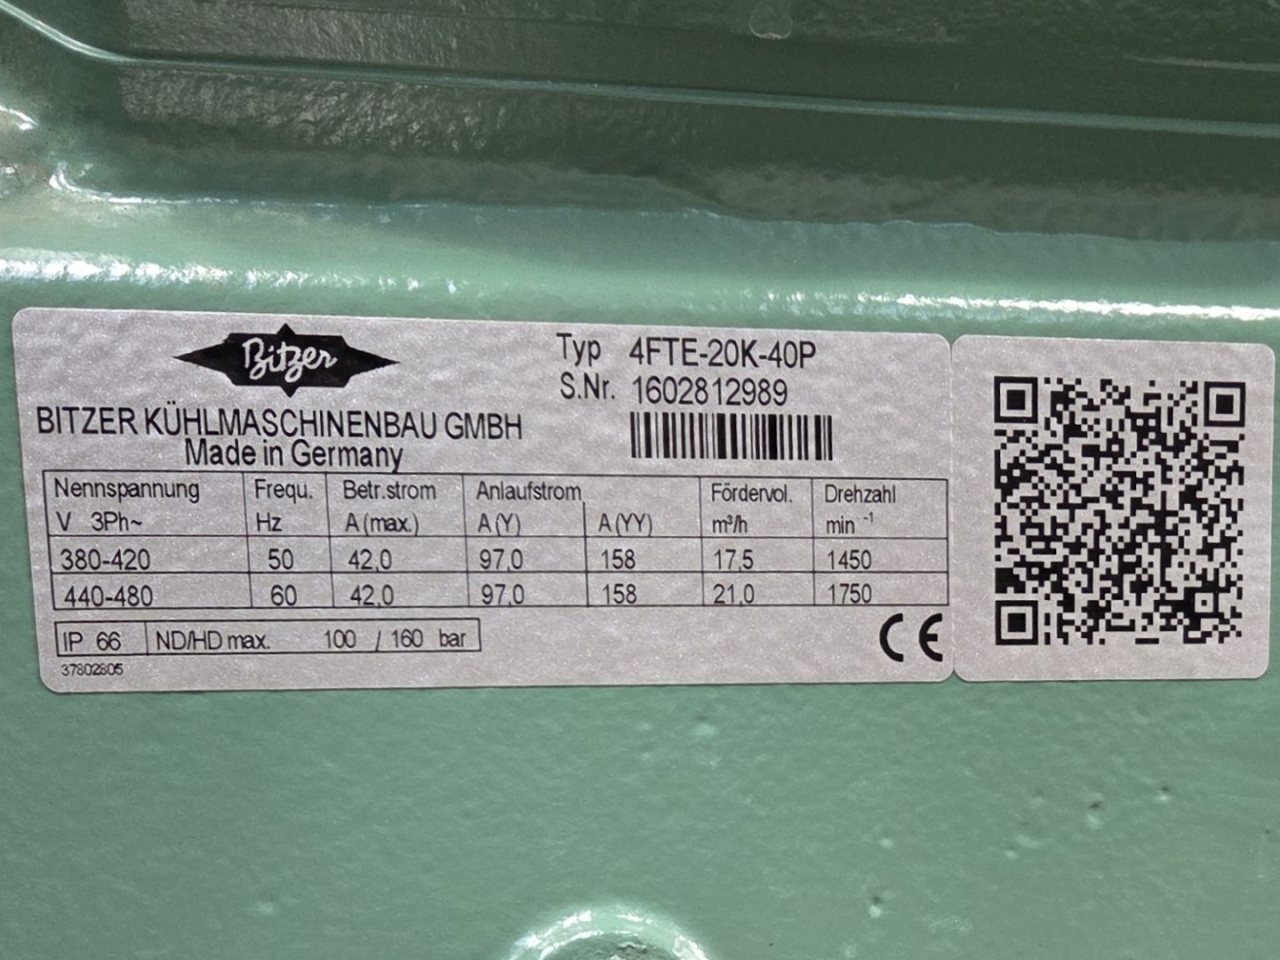 Bitzer
BITZER KÜHLMASCHINENBAU GMBH
Made in Germany
Typ 4FTE-20K-40P
S.Nr. 1602812989
Nennspannung Frequ. Betr.strom Anlaufstrom Fördervol. Drehzahl
V 3Ph~ Hz A (max.) A (Y) A (YY) m³/h min -1
380-420 50 42,0 97,0 158 17,5 1450
440-480 60 42,0 97,0 158 21,0 1750
IP 66 ND/HD max. 100 / 160 bar
37802805
CE